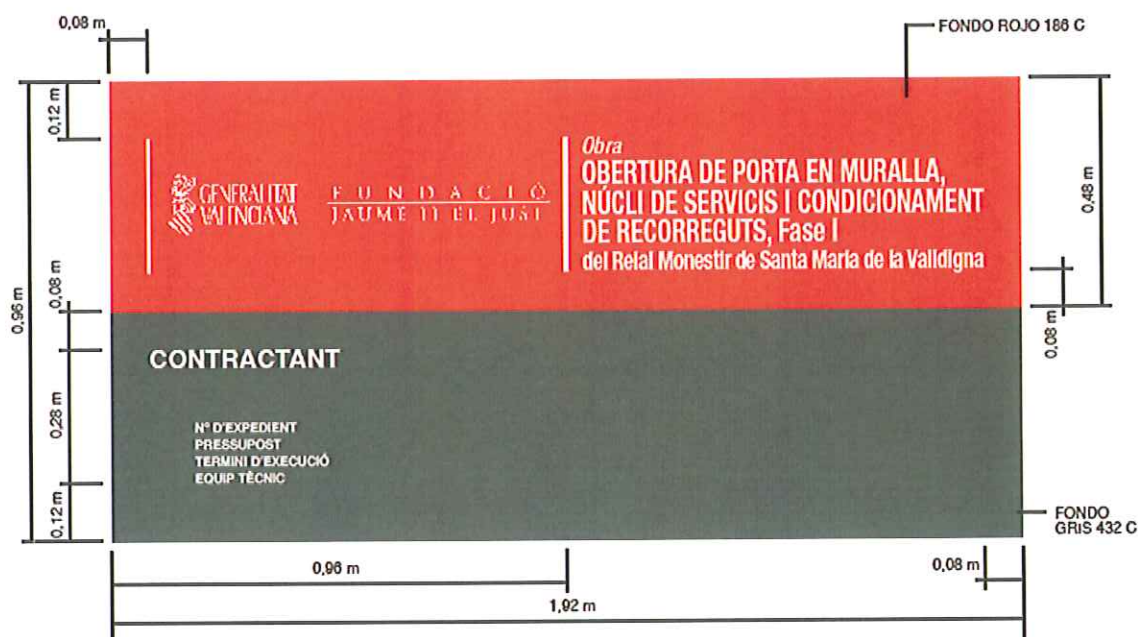 0,08 m
FONDO ROJO 186 C
0,12 m
0,96 m
0,08 m
0,28 m
0,12 m
GENERALITAT
VALENCIANA
FUNDACIÓ
JAUME II EL JUST
Obra
OBERTURA DE PORTA EN MURALLA,
NÚCLI DE SERVICIS I CONDICIONAMENT
DE RECORREGUTS, Fase I
del Reial Monestir de Santa Maria de la Valldigna
0,48 m
0,08 m
CONTRACTANT
Nº D'EXPEDIENT
PRESSUPOST
TERMINI D'EXECUCIÓ
EQUIP TÈCNIC
FONDO
GRIS 432 C
0,96 m
0,08 m
1,92 m